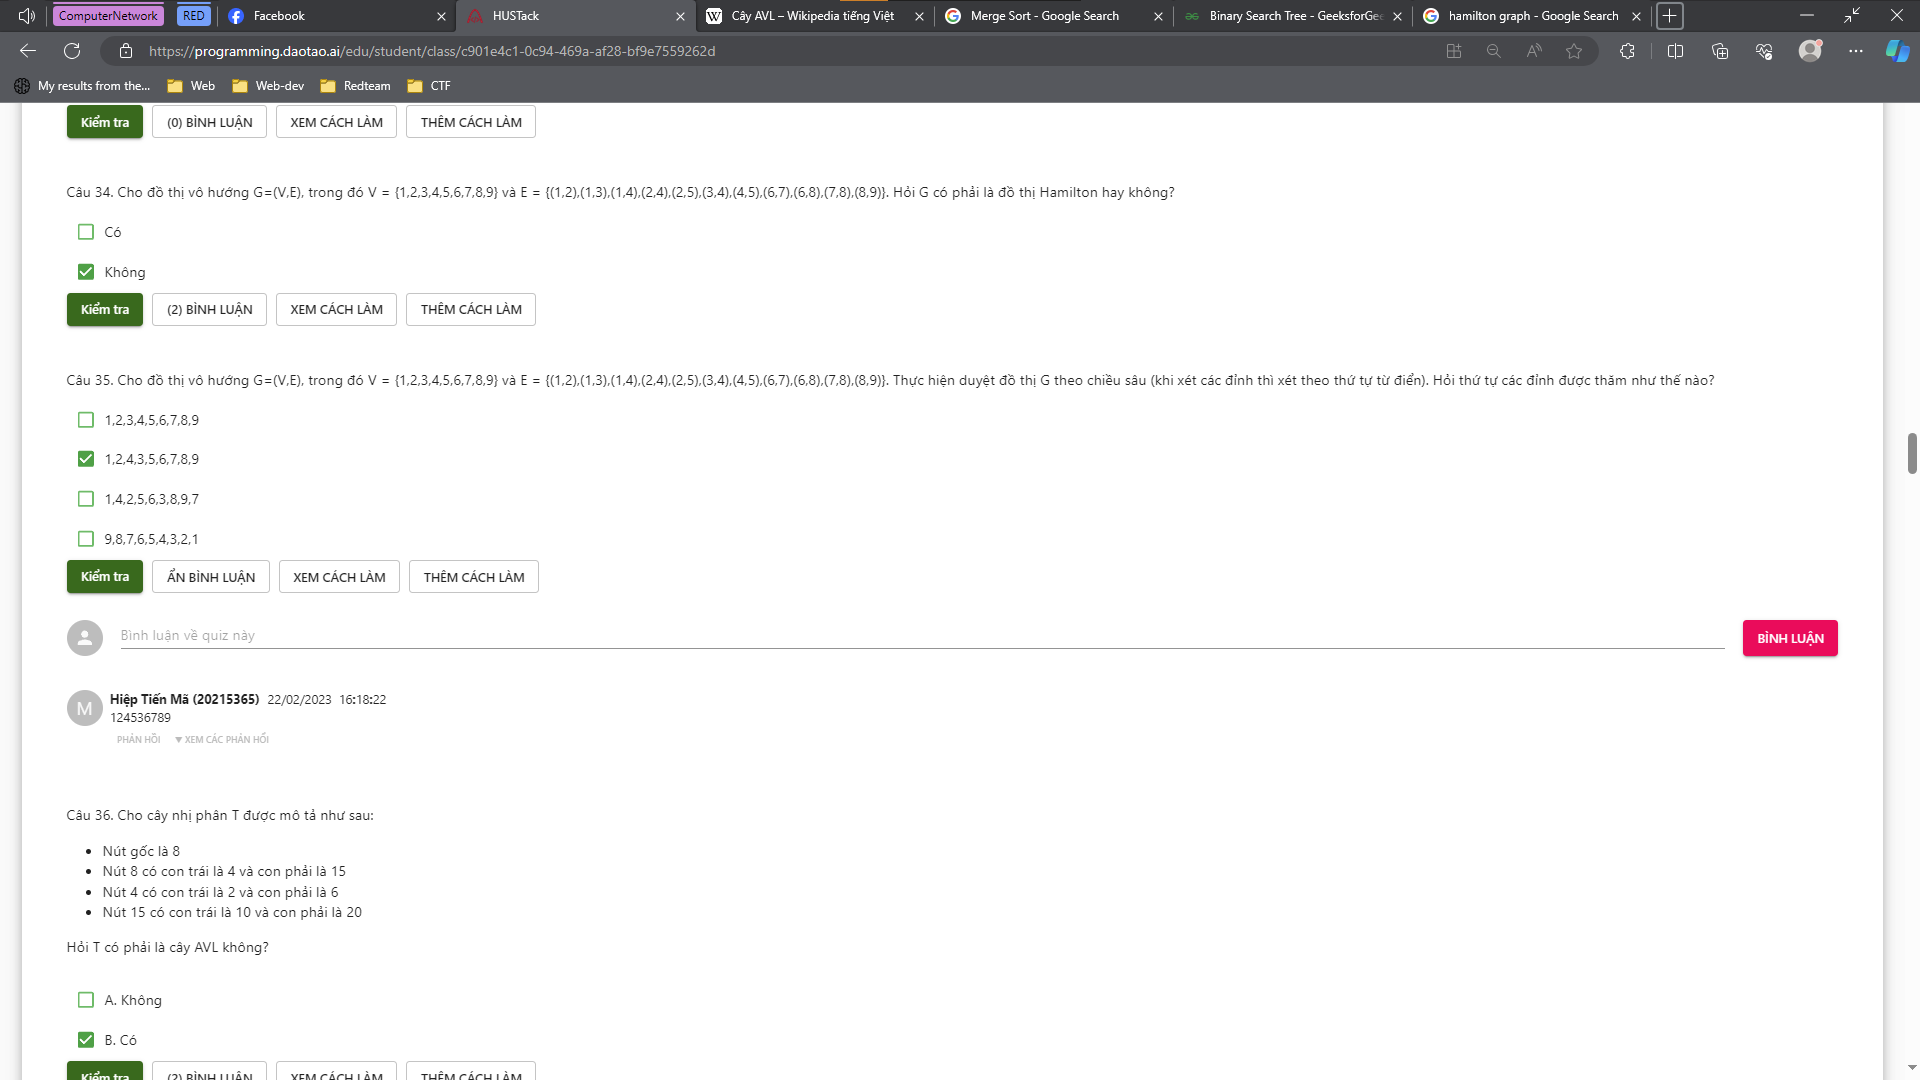 ComputerNetwork
RED
Facebook
HUSTack
Cây AVL – Wikipedia tiếng Việt
Merge Sort - Google Search
Binary Search Tree - GeeksforGe
hamilton graph - Google Search
https://programming.daotao.ai/edu/student/class/c901e4c1-0c94-469a-af28-bf9e7559262d
My results from the...
Web
Web-dev
Redteam
CTF
Kiểm tra
(0) BÌNH LUẬN
XEM CÁCH LÀM
THÊM CÁCH LÀM
Câu 34. Cho đồ thị vô hướng G=(V,E), trong đó V = {1,2,3,4,5,6,7,8,9} và E = {(1,2),(1,3),(1,4),(2,4),(2,5),(3,4),(4,5),(6,7),(6,8),(7,8),(8,9)}. Hỏi G có phải là đồ thị Hamilton hay không?
Có
Không
Kiểm tra
(2) BÌNH LUẬN
XEM CÁCH LÀM
THÊM CÁCH LÀM
Câu 35. Cho đồ thị vô hướng G=(V,E), trong đó V = {1,2,3,4,5,6,7,8,9} và E = {(1,2),(1,3),(1,4),(2,4),(2,5),(3,4),(4,5),(6,7),(6,8),(7,8),(8,9)}. Thực hiện duyệt đồ thị G theo chiều sâu (khi xét các đỉnh thì xét theo thứ tự từ điển). Hỏi thứ tự các đỉnh được thăm như thế nào?
1,2,3,4,5,6,7,8,9
1,2,4,3,5,6,7,8,9
1,4,2,5,6,3,8,9,7
9,8,7,6,5,4,3,2,1
Kiểm tra
ẨN BÌNH LUẬN
XEM CÁCH LÀM
THÊM CÁCH LÀM
Bình luận về quiz này
BÌNH LUẬN
M
Hiệp Tiến Mã (20215365) 22/02/2023 16:18:22
124536789
PHẢN HỒI
▼ XEM CÁC PHẢN HỒI
Câu 36. Cho cây nhị phân T được mô tả như sau:
• Nút gốc là 8
• Nút 8 có con trái là 4 và con phải là 15
• Nút 4 có con trái là 2 và con phải là 6
• Nút 15 có con trái là 10 và con phải là 20
Hỏi T có phải là cây AVL không?
A. Không
B. Có
Kiểm tra
(2) BÌNH LUẬN
XEM CÁCH LÀM
THÊM CÁCH LÀM